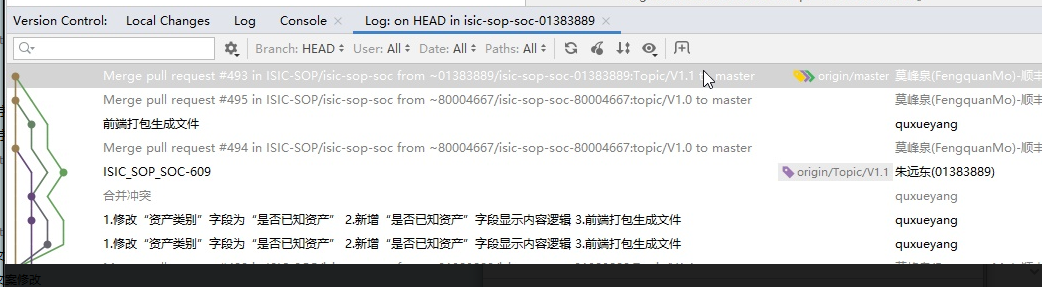 Version Control: Local Changes Log Console × Log: on HEAD in isic-sop-soc-01383889 ×
Branch: HEAD User: All Date: All Paths: All
Merge pull request #493 in ISIC-SOP/isic-sop-soc from ~01383889/isic-sop-soc-01383889:Topic/V1.1 to master origin/master 莫峰泉(FengquanMo)-顺丰
Merge pull request #495 in ISIC-SOP/isic-sop-soc from ~80004667/isic-sop-soc-80004667:topic/V1.0 to master 莫峰泉(FengquanMo)-顺丰
前端打包生成文件 quxueyang
Merge pull request #494 in ISIC-SOP/isic-sop-soc from ~80004667/isic-sop-soc-80004667:topic/V1.0 to master 莫峰泉(FengquanMo)-顺丰
ISIC_SOP_SOC-609 origin/Topic/V1.1 朱远东(01383889)
合并冲突 quxueyang
1.修改“资产类别”字段为“是否已知资产” 2.新增“是否已知资产”字段显示内容逻辑 3.前端打包生成文件 quxueyang
1.修改“资产类别”字段为“是否已知资产” 2.新增“是否已知资产”字段显示内容逻辑 3.前端打包生成文件 quxueyang